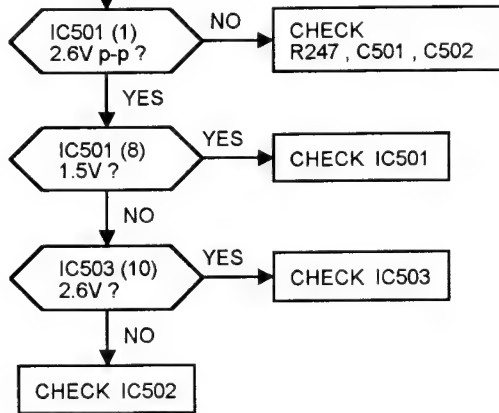 IC501 (1)
2.6V p-p ?
NO
CHECK
R247 , C501 , C502
YES
IC501 (8)
1.5V ?
YES
CHECK IC501
NO
IC503 (10)
2.6V ?
YES
CHECK IC503
NO
CHECK IC502